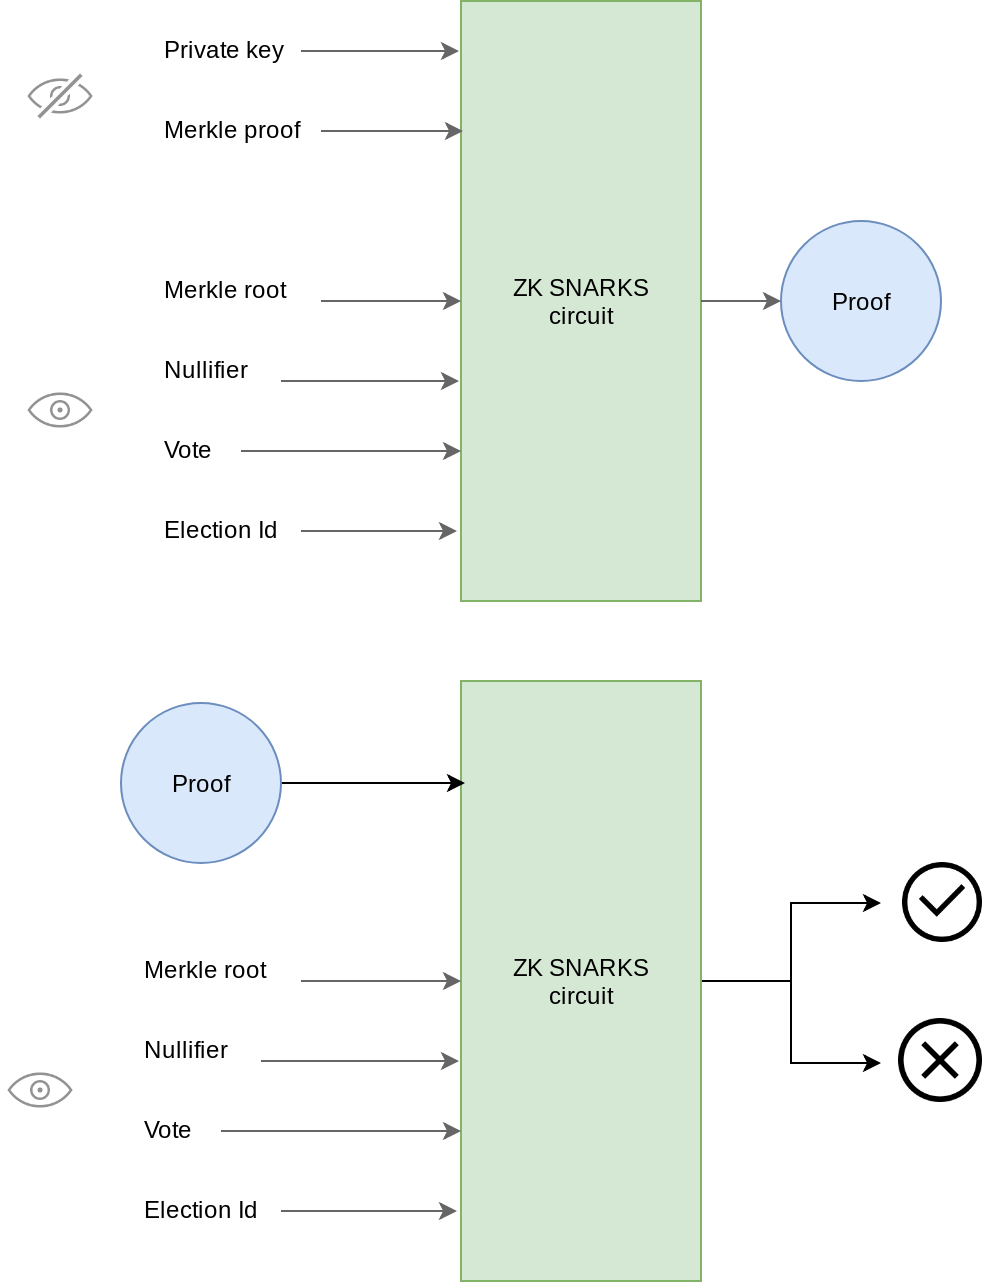 Private key
Merkle proof
Merkle root
Nullifier
Vote
Election Id
ZK SNARKS
circuit
Proof
Proof
Merkle root
Nullifier
Vote
Election Id
ZK SNARKS
circuit